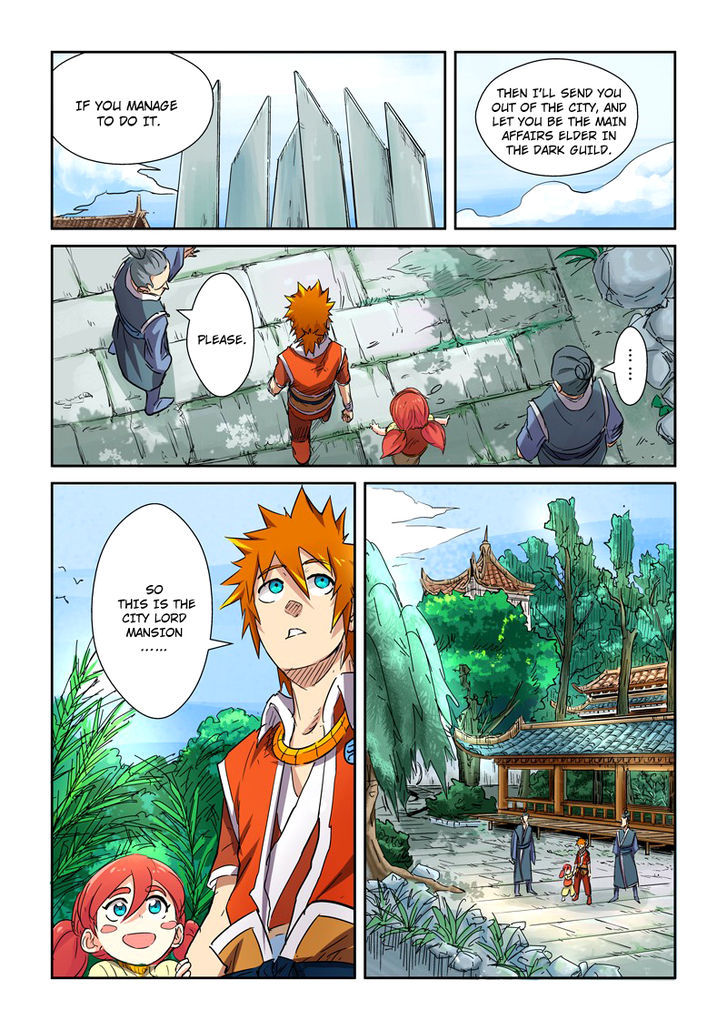 IF YOU MANAGE
TO DO IT.
THEN I'LL SEND YOU
OUT OF THE CITY, AND
LET YOU BE THE MAIN
AFFAIRS ELDER IN
THE DARK GUILD.
PLEASE.
......
SO
THIS IS THE
CITY LORD
MANSION
......